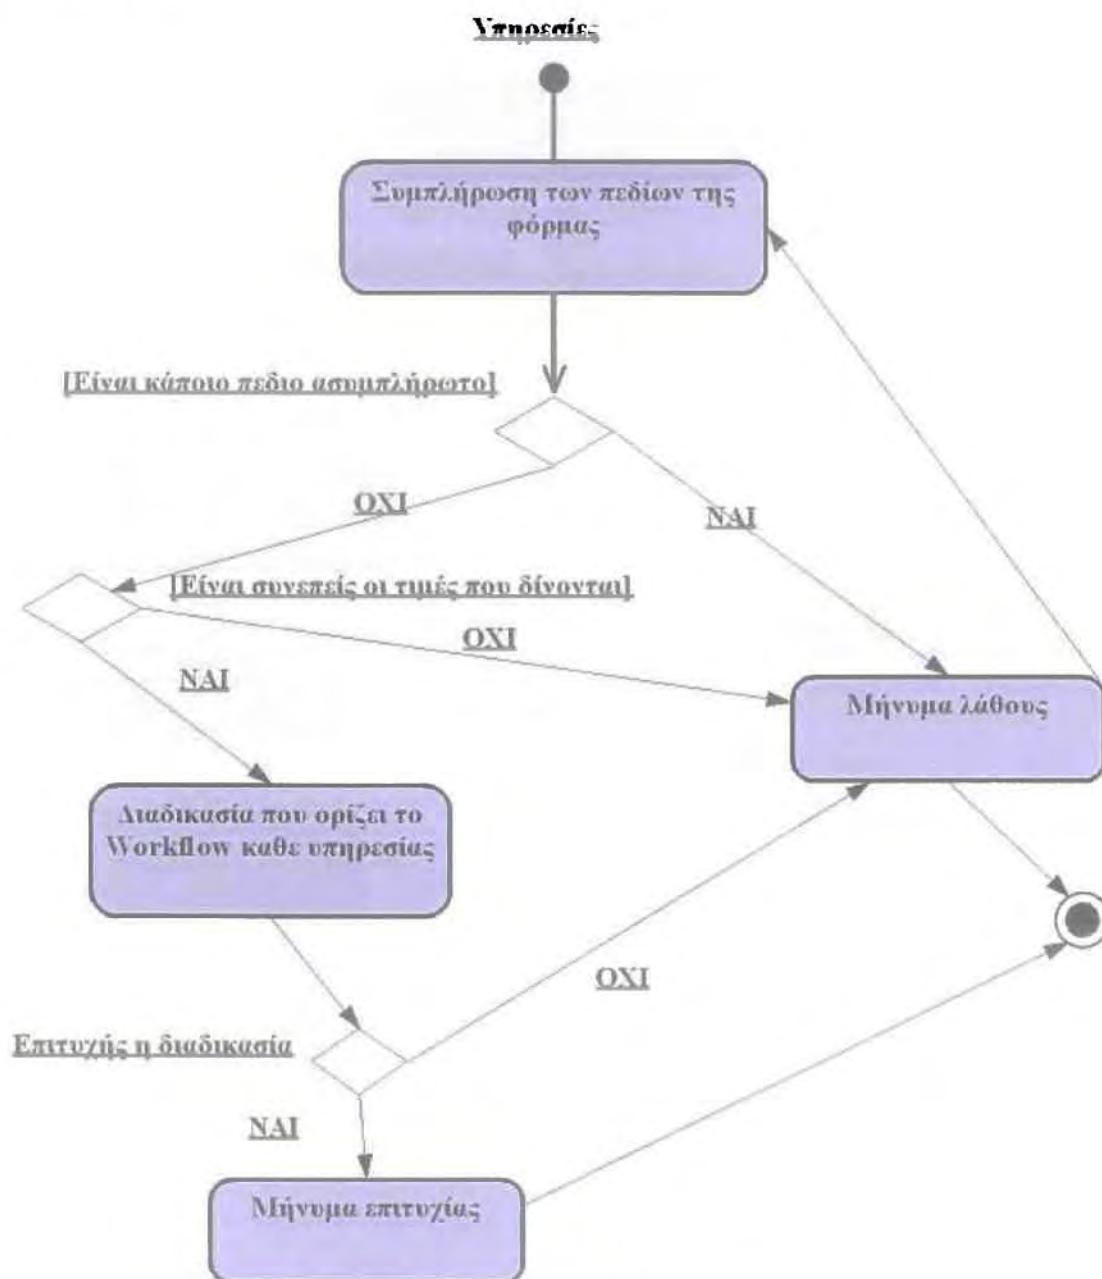 Υπηρεσίες
Συμπλήρωση των πεδίων της
φόρμας
[Είναι κάποιο πεδιο ασυμπλήρωτο]
ΟΧΙ
ΝΑΙ
[Είναι συνεπείς οι τιμές που δίνονται]
ΟΧΙ
ΝΑΙ
Μήνυμα λάθους
Διαδικασία που ορίζει το
Workflow καθε υπηρεσίας
ΟΧΙ
Επιτυχής η διαδικασία
ΝΑΙ
Μήνυμα επιτυχίας